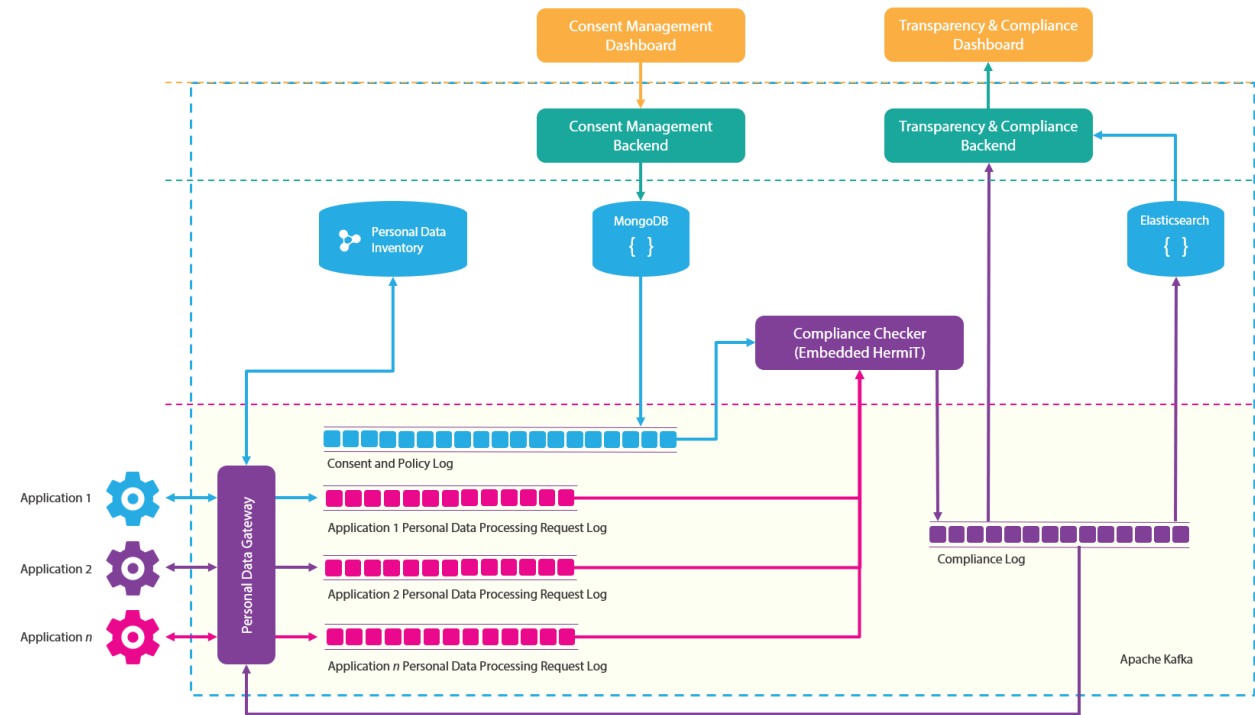 Consent Management
Dashboard
Transparency & Compliance
Dashboard
Consent Management
Backend
Transparency & Compliance
Backend
Personal Data
Inventory
MongoDB
{ }
Elasticsearch
{ }
Compliance Checker
(Embedded HermiT)
Consent and Policy Log
Application 1
Personal Data Gateway
Application 1 Personal Data Processing Request Log
Application 2
Application 2 Personal Data Processing Request Log
Compliance Log
Application n
Application n Personal Data Processing Request Log
Apache Kafka